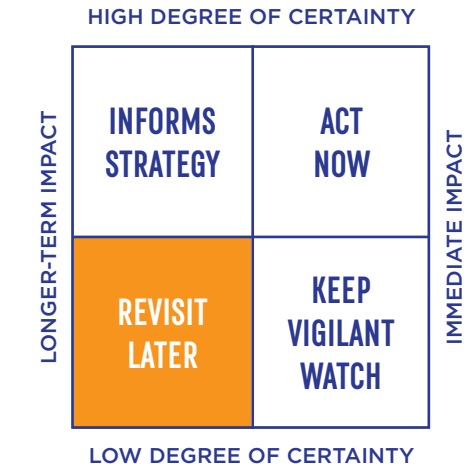 HIGH DEGREE OF CERTAINTY
LONGER-TERM IMPACT
INFORMS
STRATEGY
ACT
NOW
IMMEDIATE IMPACT
REVISIT
LATER
KEEP
VIGILANT
WATCH
LOW DEGREE OF CERTAINTY